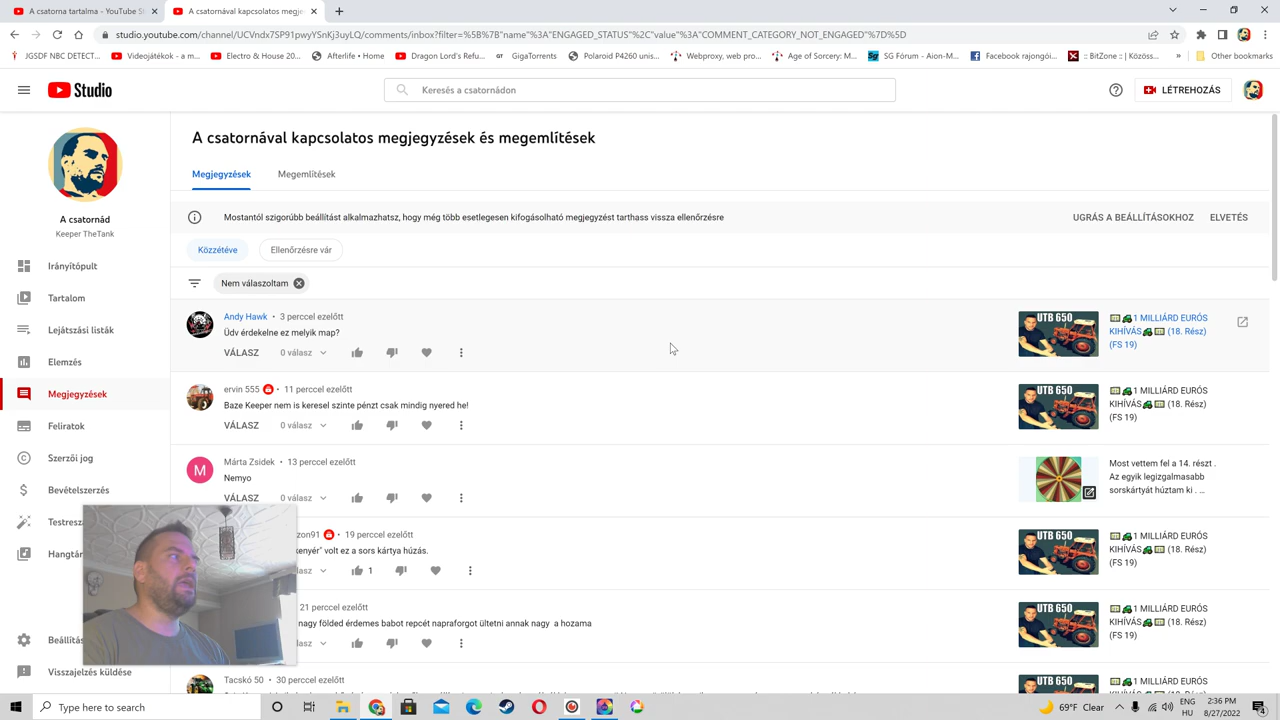 A csatorna tartalma - YouTube St
A csatornával kapcsolatos megje
studio.youtube.com/channel/UCVndx7SP91pwyYSnKj3uyLQ/comments/inbox?filter=%5B%7B"name"%3A"ENGAGED_STATUS"%2C"value"%3A"COMMENT_CATEGORY_NOT_ENGAGED"%7D%5D
JGSDF NBC DETECT...
Videojátékok - a m...
Electro & House (2...
Afterlife • Home
Dragon Lord's Refu...
GT GigaTorrents
Polaroid P4260 unis...
Webproxy, web pro...
Age of Sorcery: M...
SG Fórum - Aion-M...
Facebook rajongói...
:: BitZone :: | Közöss...
»
Other bookmarks
Studio
Keresés a csatornádon
LÉTREHOZÁS
A csatornád
Keeper TheTank
Irányítópult
Tartalom
Lejátszási listák
Elemzés
Megjegyzések
Feliratok
Szerzői jog
Bevételszerzés
Visszajelzés küldése
A csatornával kapcsolatos megjegyzések és megemlítések
Megjegyzések
Megemlítések
Mostantól szigorúbb beállítást alkalmazhatsz, hogy még több esetlegesen kifogásolható megjegyzést tarthass vissza ellenőrzésre
UGRÁS A BEÁLLÍTÁSOKHOZ
ELVETÉS
Közzétéve
Ellenőrzésre vár
Nem válaszoltam
Andy Hawk • 3 perccel ezelőtt
Üdv érdekelne ez melyik map?
VÁLASZ 0 válasz
UTB 650
1 MILLIÁRD EURÓS
KIHÍVÁS (18. Rész)
(FS 19)
ervin 555 • 11 perccel ezelőtt
Baze Keeper nem is keresel szinte pénzt csak mindig nyered he!
VÁLASZ 0 válasz
UTB 650
1 MILLIÁRD EURÓS
KIHÍVÁS (18. Rész)
(FS 19)
M
Márta Zsidek • 13 perccel ezelőtt
Nemyo
VÁLASZ 0 válasz
Most vettem fel a 14. részt .
Az egyik legizgalmasabb
sorskártyát húztam ki . ...
zon91 • 19 perccel ezelőtt
kenyér' volt ez a sors kártya húzás.
1
UTB 650
1 MILLIÁRD EURÓS
KIHÍVÁS (18. Rész)
(FS 19)
21 perccel ezelőtt
nagy földed érdemes babot repcét napraforgot ültetni annak nagy a hozama
UTB 650
1 MILLIÁRD EURÓS
KIHÍVÁS (18. Rész)
(FS 19)
Tacskó 50 • 30 perccel ezelőtt
UTB 650
1 MILLIÁRD EURÓS
Type here to search
69°F Clear
ENG
HU
2:36 PM
8/27/2022